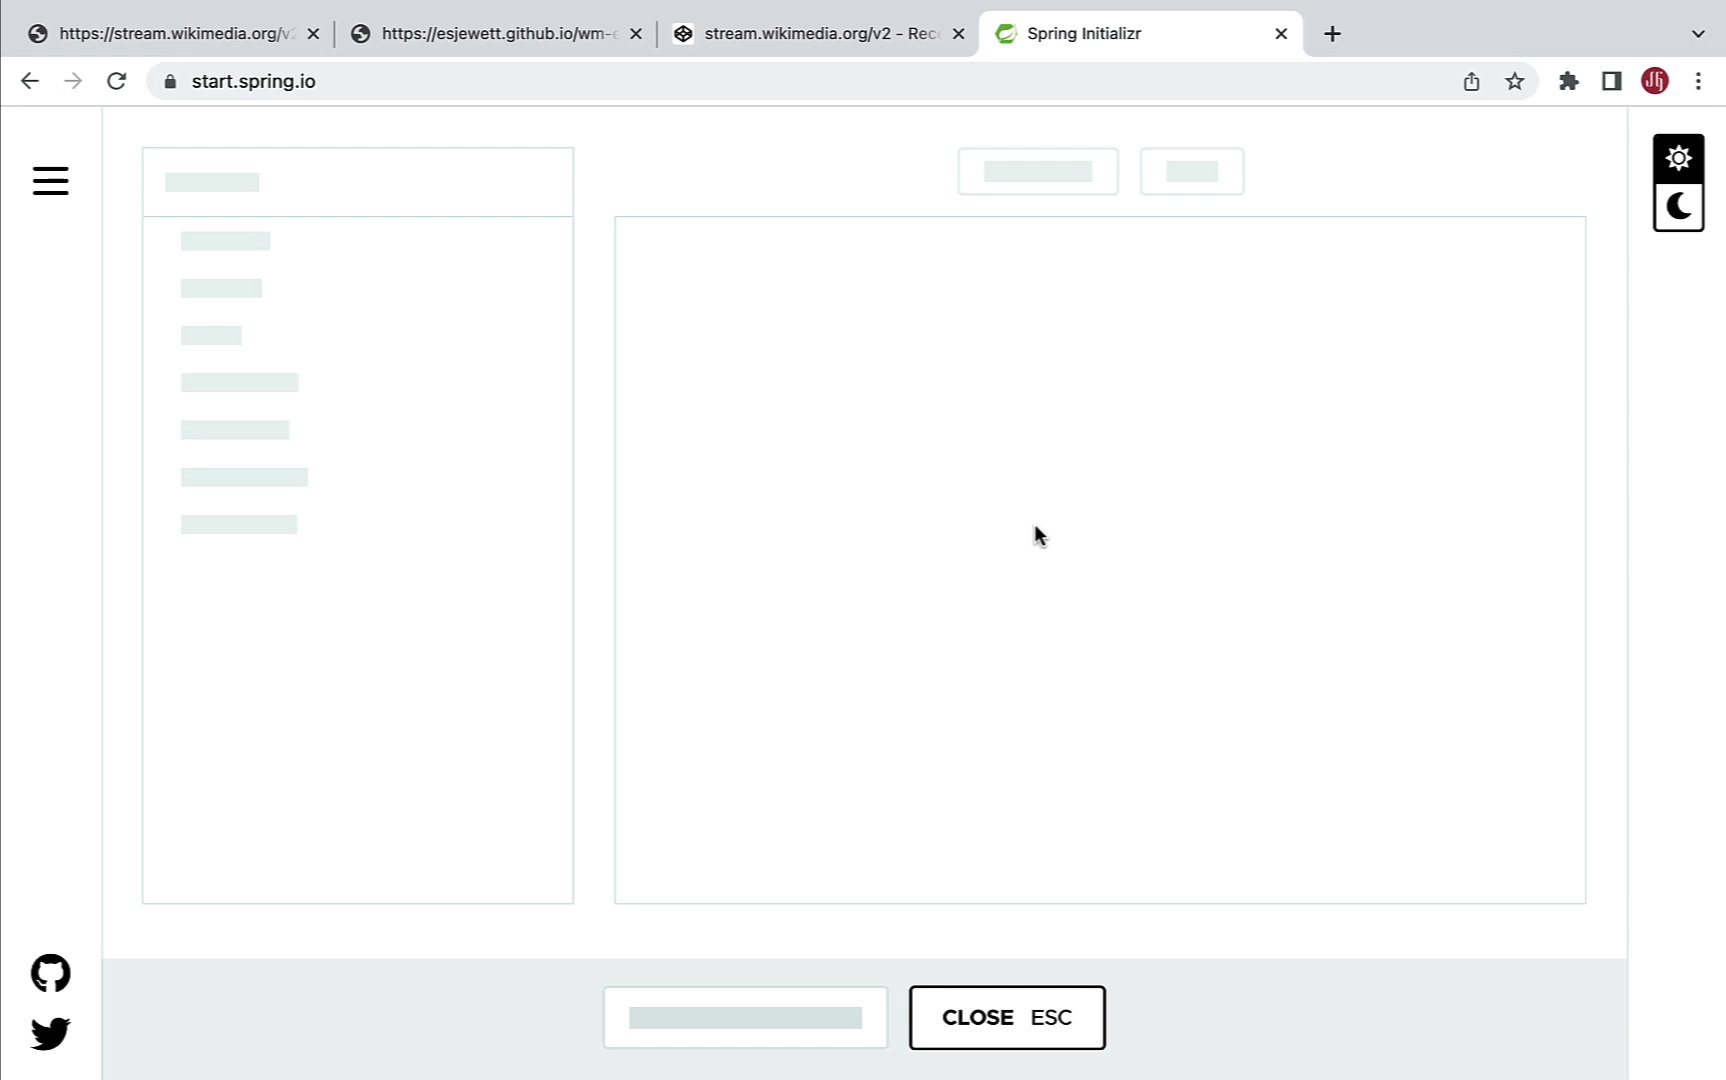 https://stream.wikimedia.org/v2
https://esjewett.github.io/wm-e
stream.wikimedia.org/v2 - Rece
Spring Initializr
start.spring.io
CLOSE ESC